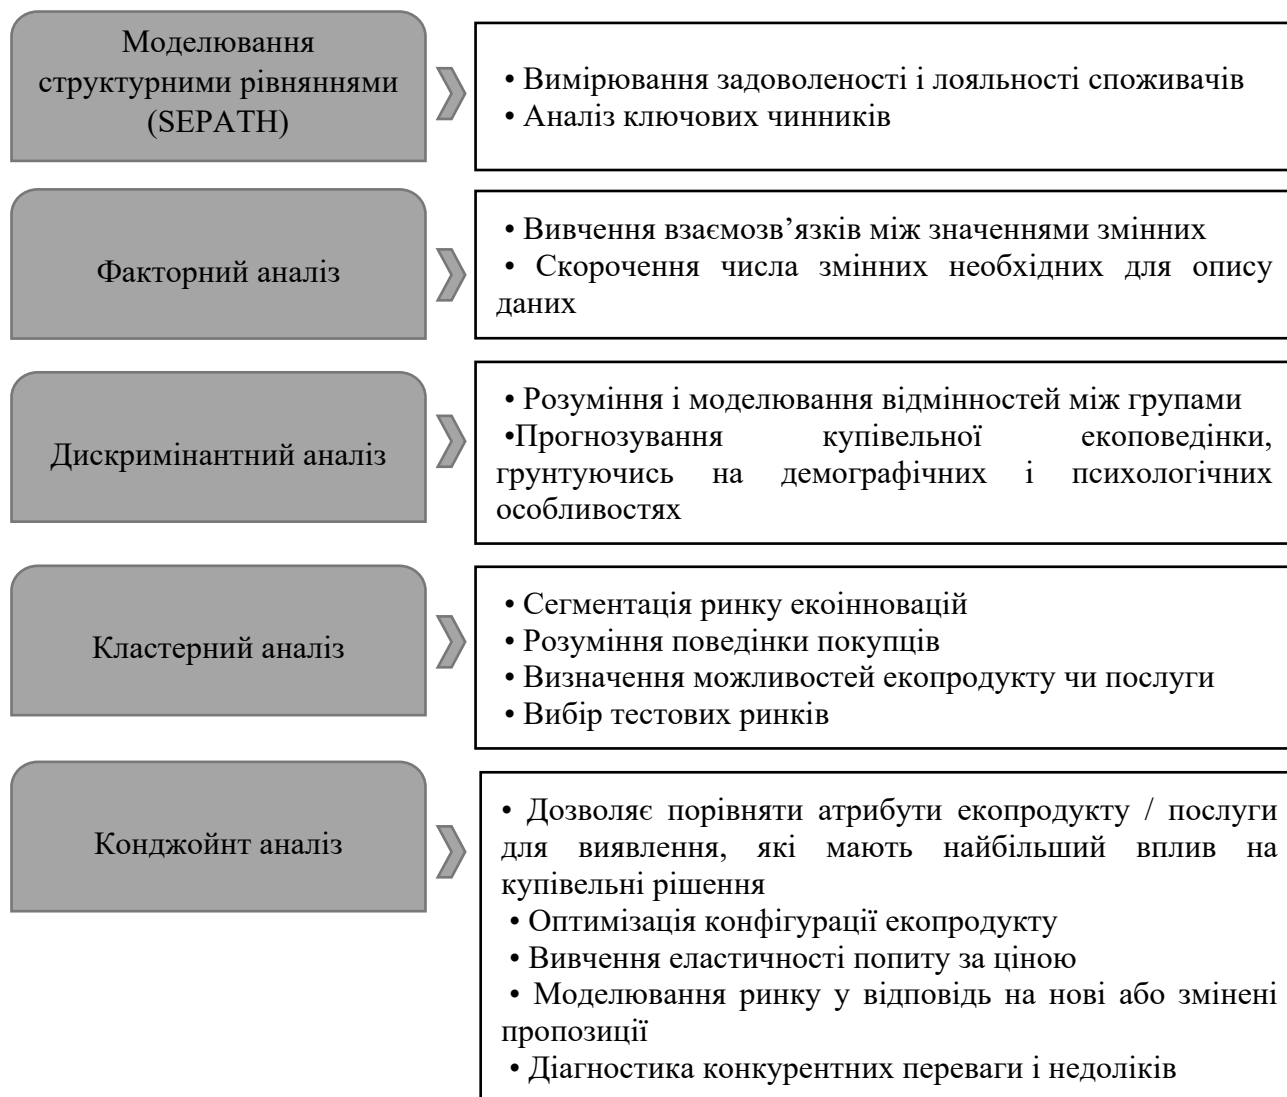 Моделювання
структурними рівняннями
(SEPATH)
• Вимірювання задоволеності і лояльності споживачів
• Аналіз ключових чинників
Факторний аналіз
• Вивчення взаємозв’язків між значеннями змінних
• Скорочення числа змінних необхідних для опису
даних
Дискримінантний аналіз
• Розуміння і моделювання відмінностей між групами
•Прогнозування купівельної екоповедінки,
грунтуючись на демографічних і психологічних
особливостях
Кластерний аналіз
• Сегментація ринку екоінновацій
• Розуміння поведінки покупців
• Визначення можливостей екопродукту чи послуги
• Вибір тестових ринків
Конджойнт аналіз
• Дозволяє порівняти атрибути екопродукту / послуги
для виявлення, які мають найбільший вплив на
купівельні рішення
• Оптимізація конфігурації екопродукту
• Вивчення еластичності попиту за ціною
• Моделювання ринку у відповідь на нові або змінені
пропозиції
• Діагностика конкурентних переваги і недоліків